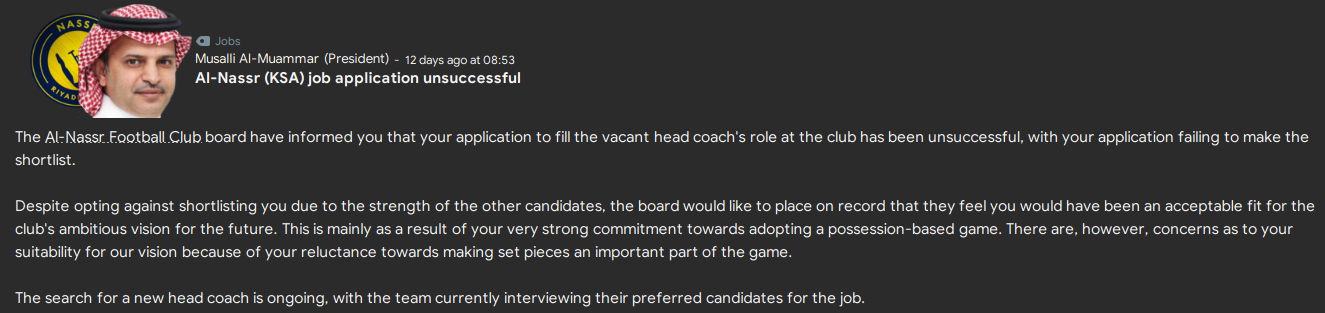 NASSR
RIYADH
Jobs
Musalli Al-Muammar (President) - 12 days ago at 08:53
Al-Nassr (KSA) job application unsuccessful
The Al-Nassr Football Club board have informed you that your application to fill the vacant head coach's role at the club has been unsuccessful, with your application failing to make the
shortlist.
Despite opting against shortlisting you due to the strength of the other candidates, the board would like to place on record that they feel you would have been an acceptable fit for the
club's ambitious vision for the future. This is mainly as a result of your very strong commitment towards adopting a possession-based game. There are, however, concerns as to your
suitability for our vision because of your reluctance towards making set pieces an important part of the game.
The search for a new head coach is ongoing, with the team currently interviewing their preferred candidates for the job.